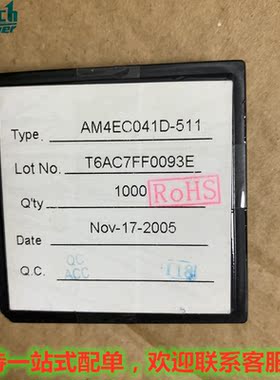 Type AM4EC041D-511
Lot No. T6AC7FF0093E
Q'ty 1000
RoHS
Date Nov-17-2005
Q.C. QC ACC 118
一站式配单，欢迎联系客服